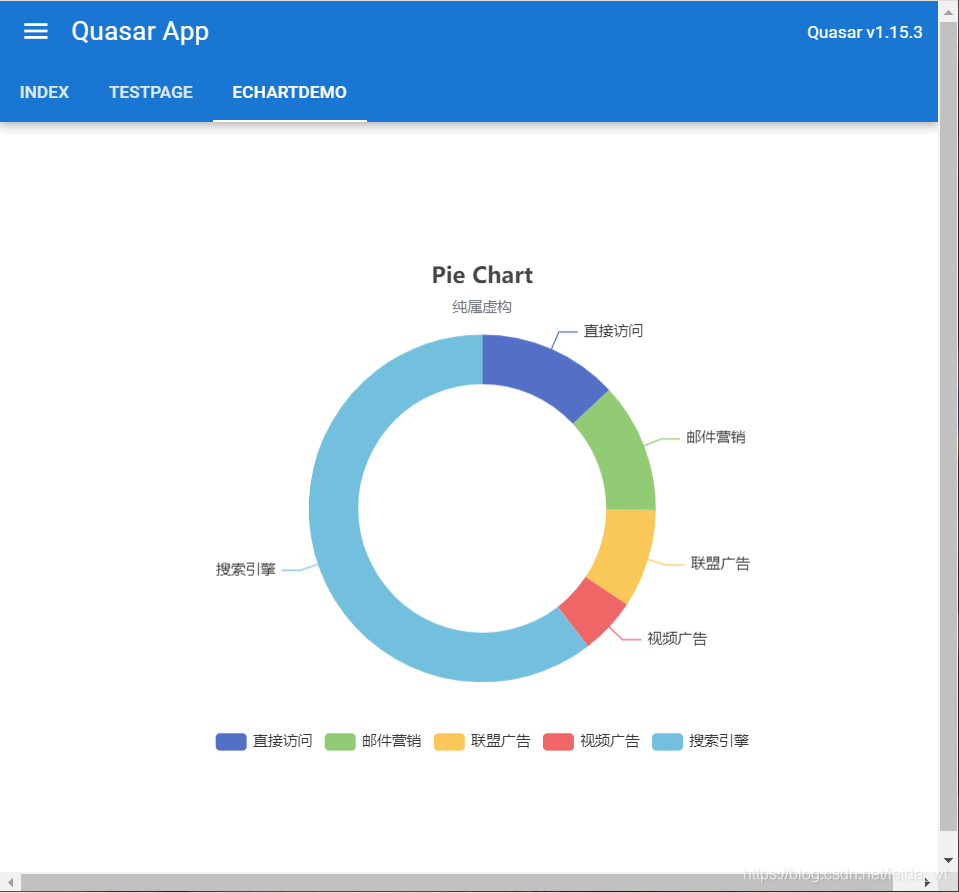 Quasar App
Quasar v1.15.3
INDEX TESTPAGE ECHARTDEMO
Pie Chart
纯属虚构
直接访问
邮件营销
联盟广告
搜索引擎
视频广告
直接访问 邮件营销 联盟广告 视频广告 搜索引擎
https://blog.csdn.net/leida_wt